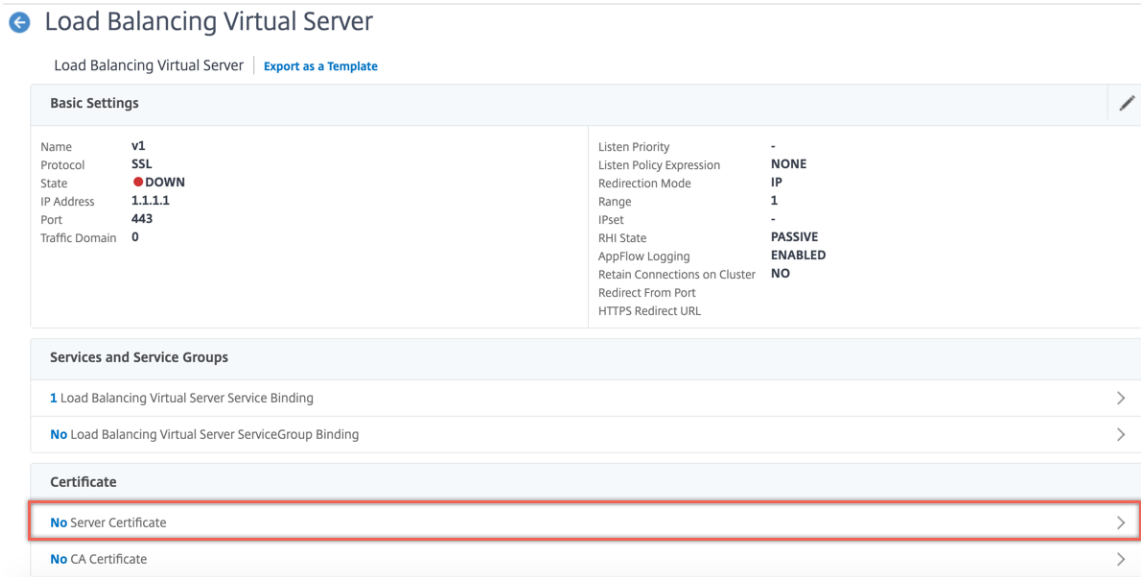 Load Balancing Virtual Server
Load Balancing Virtual Server Export as a Template
Basic Settings
Name v1
Protocol SSL
State DOWN
IP Address 1.1.1.1
Port 443
Traffic Domain 0
Listen Priority -
Listen Policy Expression NONE
Redirection Mode IP
Range 1
IPset -
RHI State PASSIVE
AppFlow Logging ENABLED
Retain Connections on Cluster NO
Redirect From Port
HTTPS Redirect URL
Services and Service Groups
1 Load Balancing Virtual Server Service Binding
No Load Balancing Virtual Server ServiceGroup Binding
Certificate
No Server Certificate
No CA Certificate